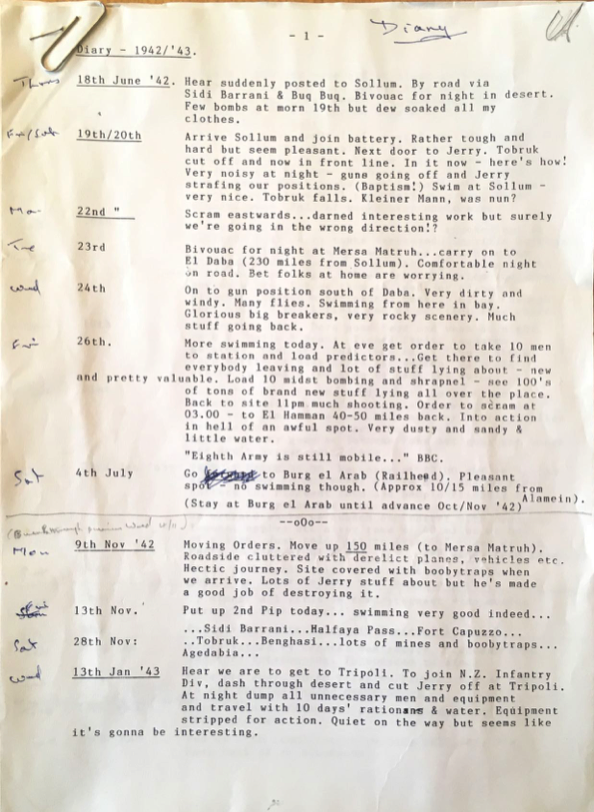 - 1 -
Diary
Diary - 1942/'43.
Thurs 18th June '42. Hear suddenly posted to Sollum. By road via
Sidi Barrani & Buq Buq. Bivouac for night in desert.
Few bombs at morn 19th but dew soaked all my
clothes.
Fri/Sat 19th/20th Arrive Sollum and join battery. Rather tough and
hard but seem pleasant. Next door to Jerry. Tobruk
cut off and now in front line. In it now - here's how!
Very noisy at night - guns going off and Jerry
strafing our positions. (Baptism!) Swim at Sollum -
very nice. Tobruk falls. Kleiner Mann, was nun?
Mon 22nd " Scram eastwards...darned interesting work but surely
we're going in the wrong direction!?
Tue 23rd Bivouac for night at Mersa Matruh...carry on to
El Daba (230 miles from Sollum). Comfortable night
on road. Bet folks at home are worrying.
Wed 24th On to gun position south of Daba. Very dirty and
windy. Many flies. Swimming from here in bay.
Glorious big breakers, very rocky scenery. Much
stuff going back.
Fri 26th. More swimming today. At eve get order to take 10 men
to station and load predictors...Get there to find
everybody leaving and lot of stuff lying about - new
and pretty valuable. Load 10 midst bombing and shrapnel - see 100's
of tons of brand new stuff lying all over the place.
Back to site 11pm much shooting. Order to scram at
03.00 - to El Hamman 40-50 miles back. Into action
in hell of an awful spot. Very dusty and sandy &
little water.
"Eighth Army is still mobile..." BBC.
Sat 4th July Go to Burg el Arab (Railhead). Pleasant
spot - no swimming though. (Approx 10/15 miles from
Alamein).
(Stay at Burg el Arab until advance Oct/Nov '42)
--oOo--
Mon 9th Nov '42 Moving Orders. Move up 150 miles (to Mersa Matruh).
Roadside cluttered with derelict planes, vehicles etc.
Hectic journey. Site covered with boobytraps when
we arrive. Lots of Jerry stuff about but he's made
a good job of destroying it.
13th Nov. Put up 2nd Pip today... swimming very good indeed...
...Sidi Barrani...Halfaya Pass...Fort Capuzzo...
Sat 28th Nov: ..Tobruk...Benghasi...lots of mines and boobytraps...
Agedabia...
Wed 13th Jan '43 Hear we are to get to Tripoli. To join N.Z. Infantry
Div, dash through desert and cut Jerry off at Tripoli.
At night dump all unnecessary men and equipment
and travel with 10 days' rations & water. Equipment
stripped for action. Quiet on the way but seems like
it's gonna be interesting.